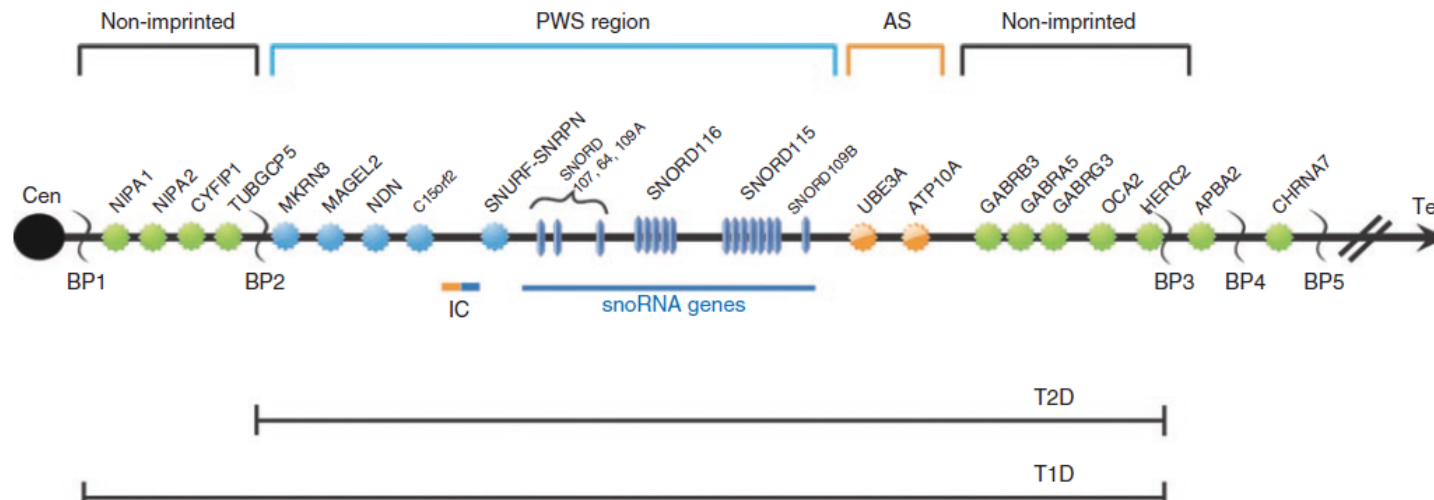 Non-imprinted
PWS region
AS
Non-imprinted
Cen
NIPA1
NIPA2
CYFIP1
TUBGCP5
MKRN3
MAGEL2
NDN
C15orf2
SNURF-SNRPN
SNORD
107, 64, 109A
SNORD116
SNORD115
SNORD109B
UBE3A
ATP10A
GABRB3
GABRA5
GABRG3
OCA2
HERC2
APBA2
CHRNA7
Te
BP1
BP2
IC
snoRNA genes
BP3
BP4
BP5
T2D
T1D